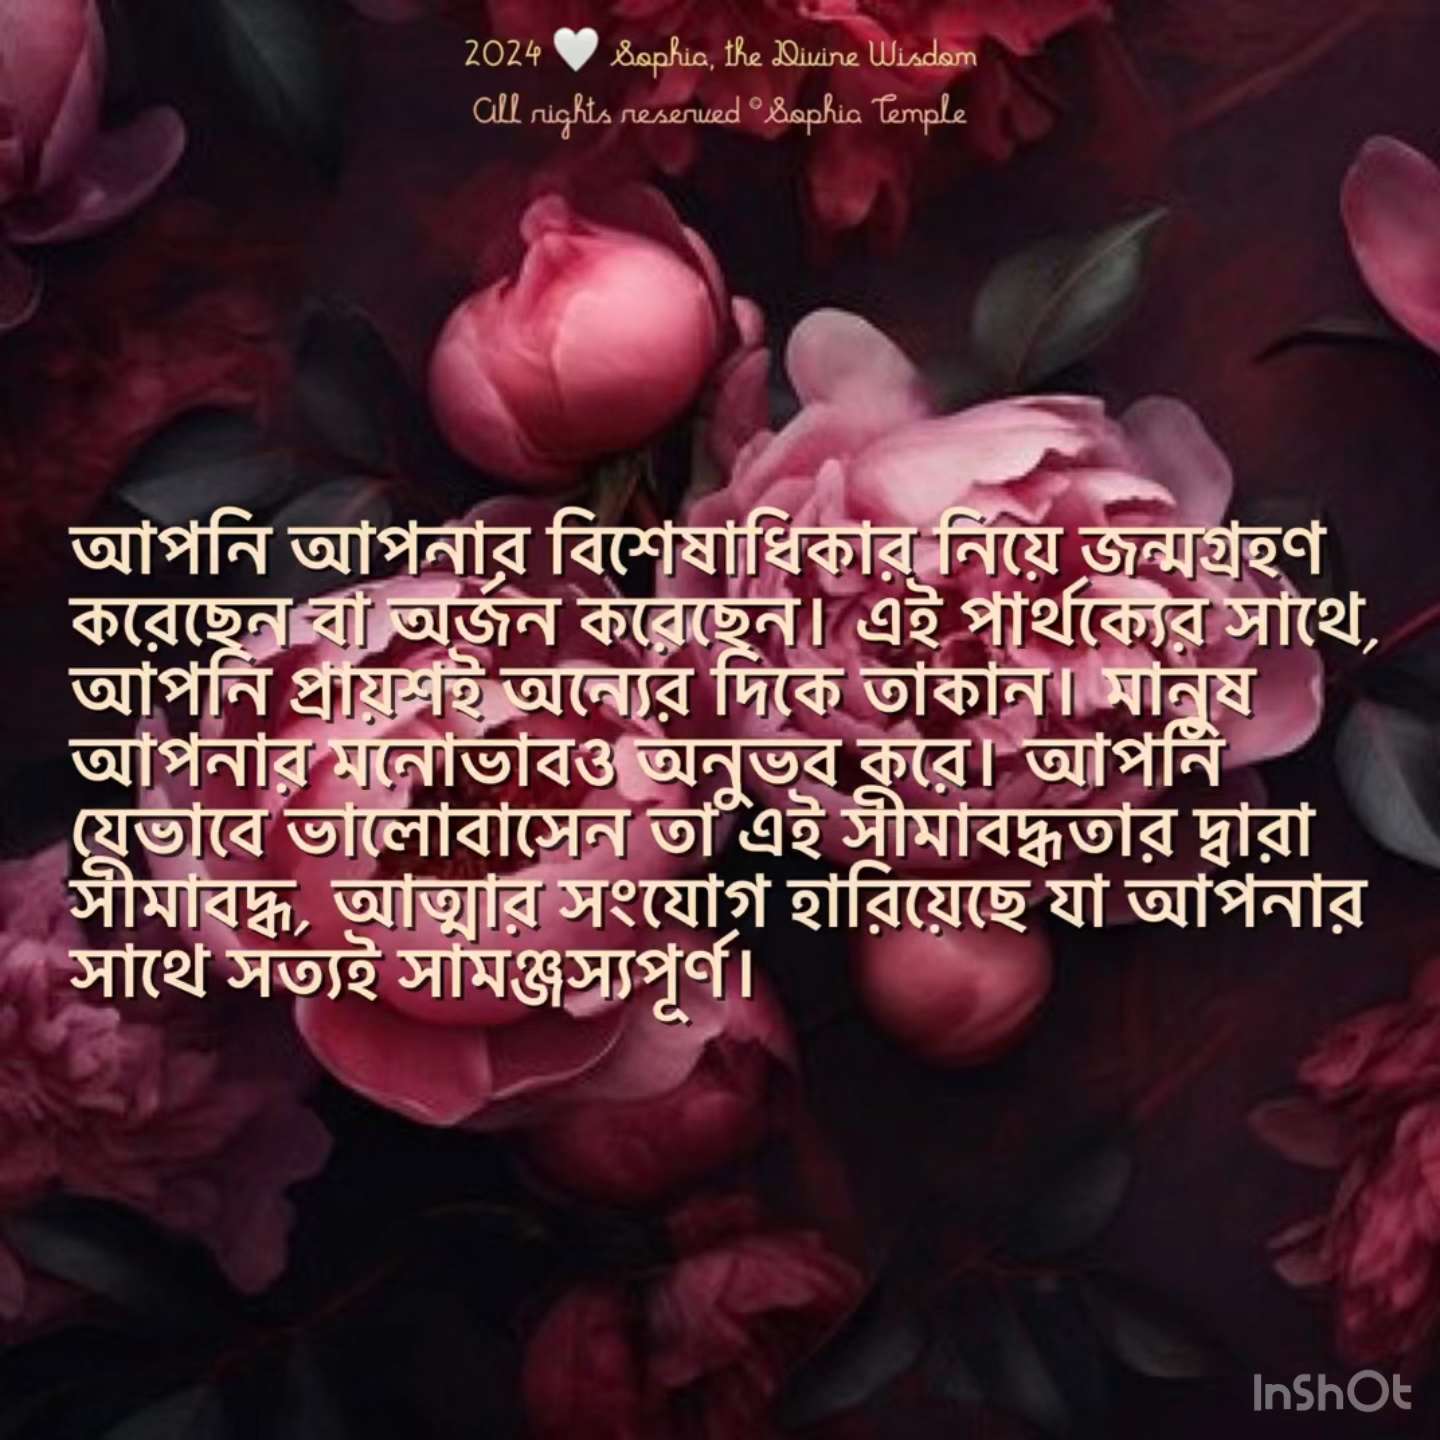 2024 🤍 Sophia, the Divine Wisdom
All rights reserved © Sophia Temple
আপনি আপনার বিশেষাধিকার নিয়ে জন্মগ্রহণ
করেছেন বা অর্জন করেছেন। এই পার্থক্যের সাথে,
আপনি প্রায়শই অন্যের দিকে তাকান। মানুষ
আপনার মনোভাবও অনুভব করে। আপনি
যেভাবে ভালোবাসেন তা এই সীমাবদ্ধতার দ্বারা
সীমাবদ্ধ, আত্মার সংযোগ হারিয়েছে যা আপনার
সাথে সত্যই সামঞ্জস্যপূর্ণ।
InShOt